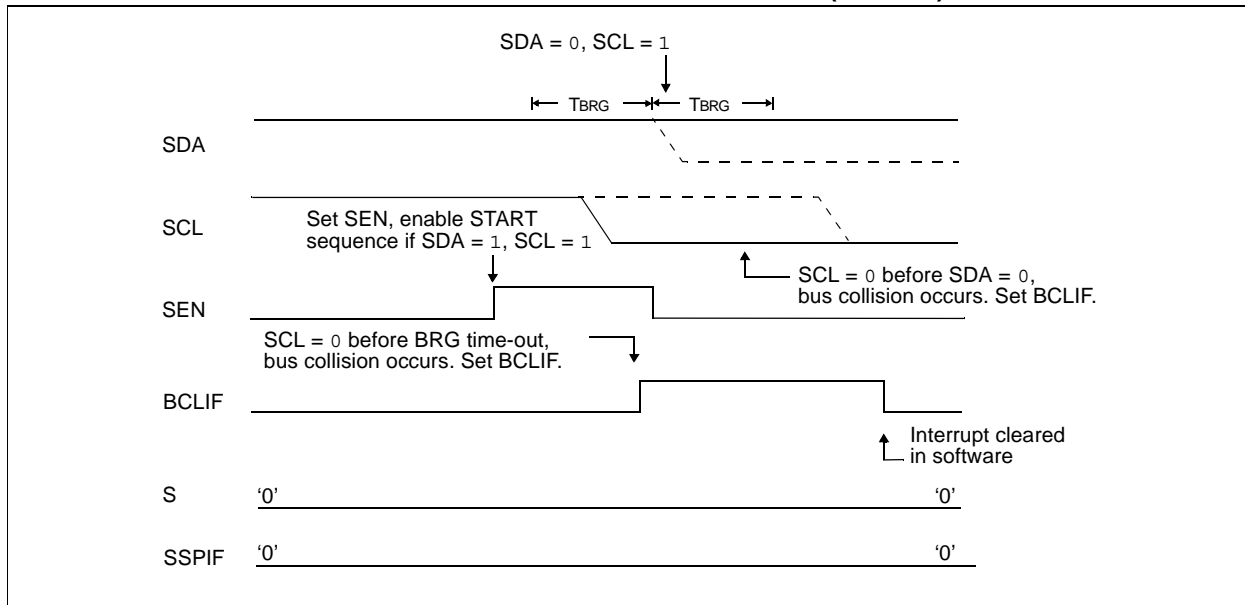 SDA = 0, SCL = 1
TBRG TBRG
SDA
SCL
Set SEN, enable START
sequence if SDA = 1, SCL = 1
SCL = 0 before SDA = 0,
bus collision occurs. Set BCLIF.
SEN
SCL = 0 before BRG time-out,
bus collision occurs. Set BCLIF.
BCLIF
Interrupt cleared
in software
S '0' '0'
SSPIF '0' '0'